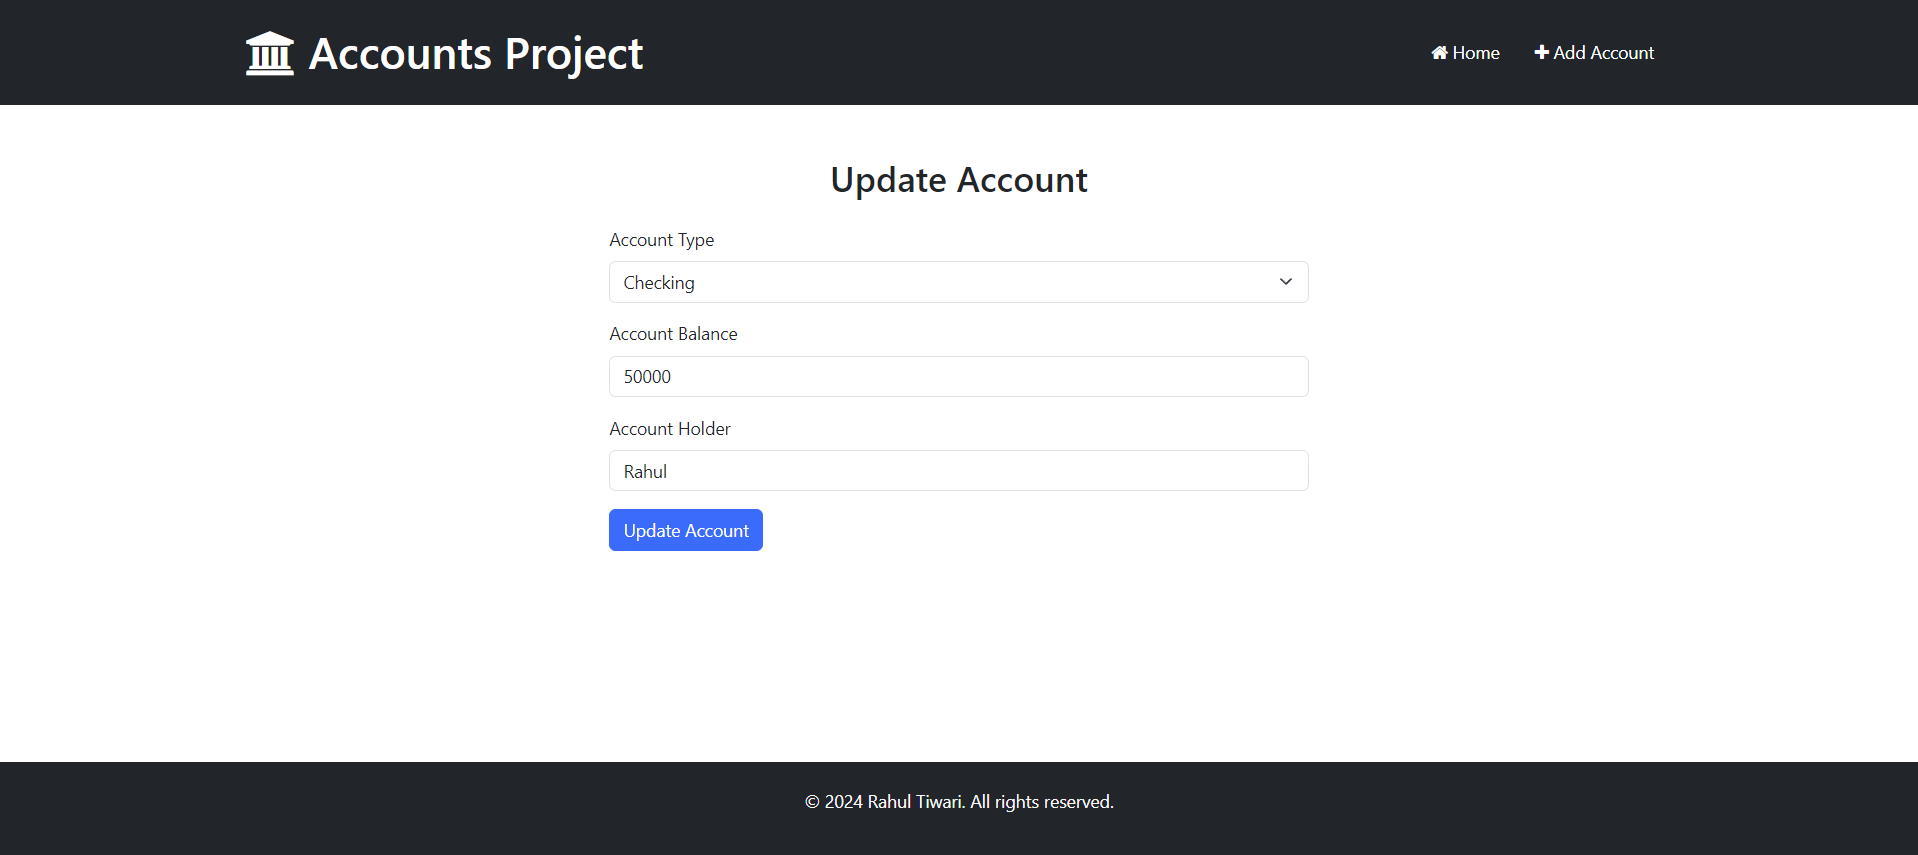 Accounts Project
Home
Add Account
Update Account
Account Type
Checking
Account Balance
50000
Account Holder
Rahul
Update Account
© 2024 Rahul Tiwari. All rights reserved.